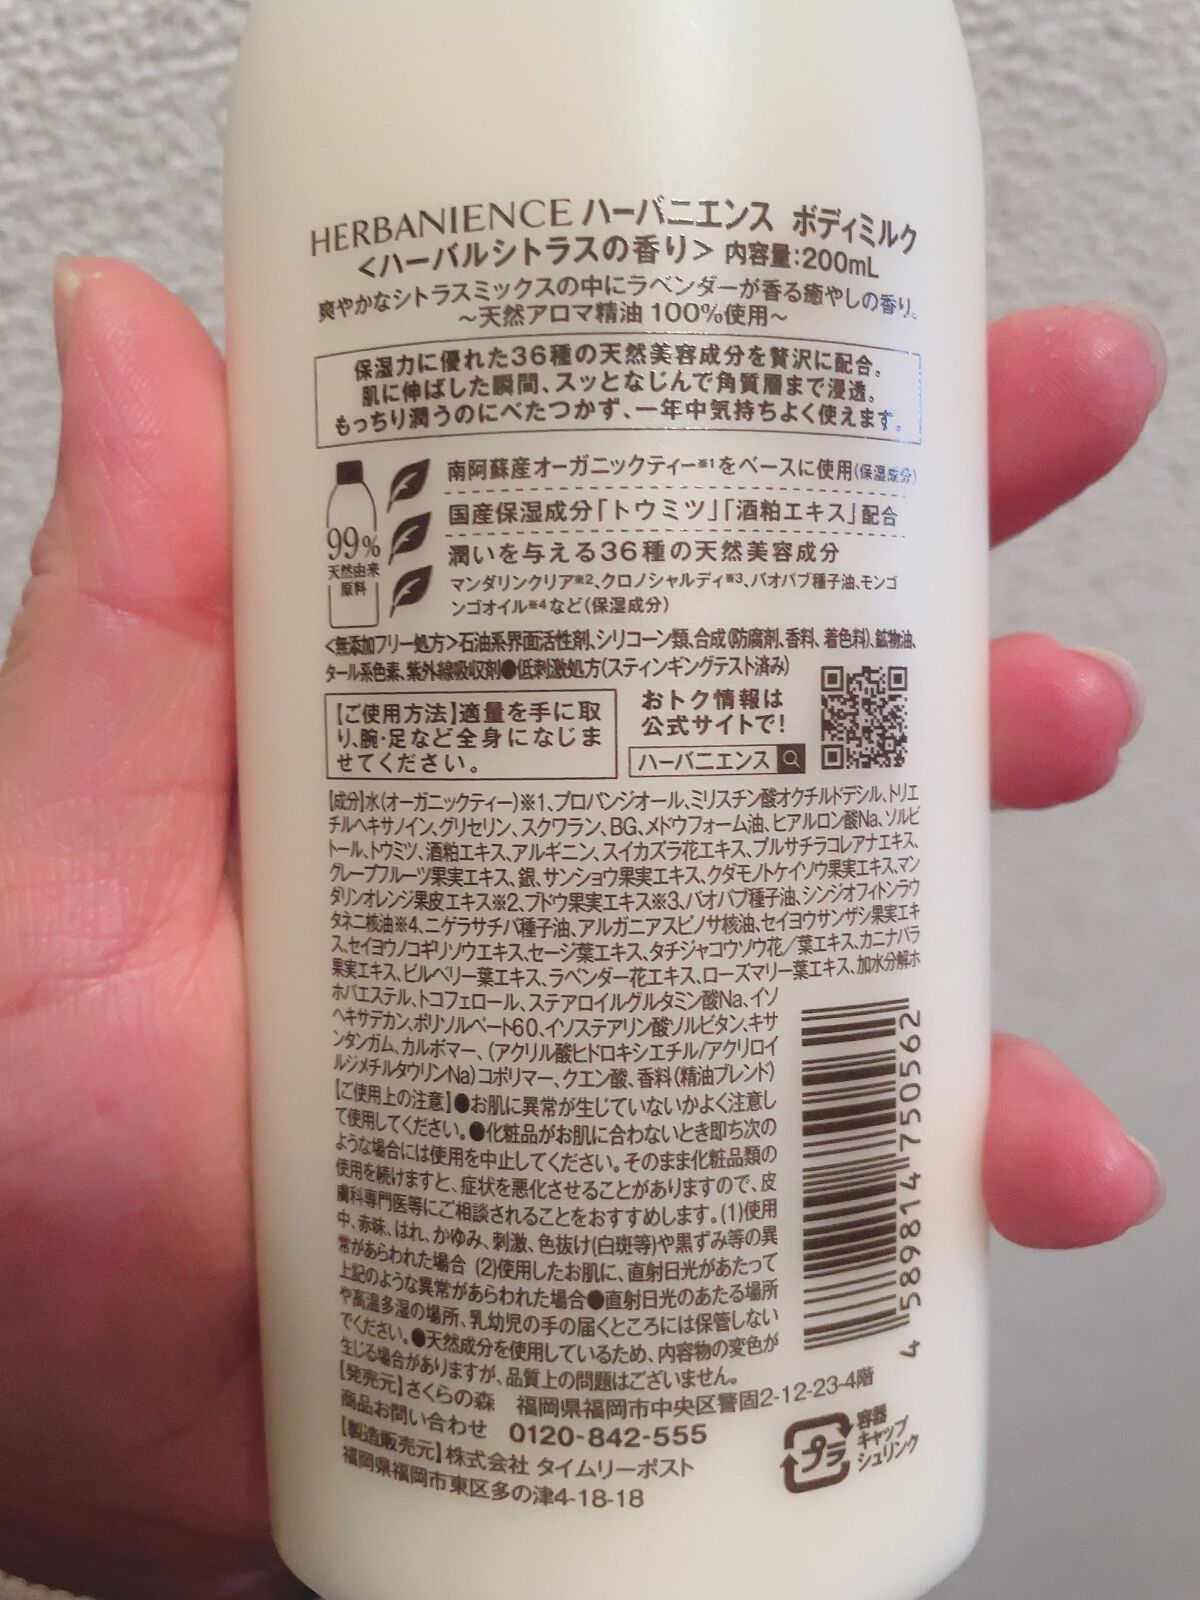 HERBANIENCE ハーバニエンス ボディミルク
<ハーバルシトラスの香り> 内容量:200mL
爽やかなシトラスミックスの中にラベンダーが香る癒やしの香り。
～天然アロマ精油 100%使用～
保湿力に優れた36種の天然美容成分を贅沢に配合。
肌に伸ばした瞬間、スッとなじんで角質層まで浸透。
もっちり潤うのにべたつかず、一年中気持ちよく使えます。
99%
天然由来
原料
南阿蘇産オーガニックティー※1をベースに使用(保湿成分)
国産保湿成分「トウミツ」「酒粕エキス」配合
潤いを与える36種の天然美容成分
マンダリンクリア※2、クロノシャルディ※3、バオバブ種子油、モンゴ
ンゴオイル※4など(保湿成分)
<無添加フリー処方>石油系界面活性剤、シリコーン類、合成(防腐剤、香料、着色料)、鉱物油、
タール系色素、紫外線吸収剤●低刺激処方(スティンギングテスト済み)
【ご使用方法】適量を手に取
り、腕・足など全身になじま
せてください。
おトク情報は
公式サイトで!
ハーバニエンス
【成分】水(オーガニックティー)※1、プロパンジオール、ミリスチン酸オクチルドデシル、トリエ
チルヘキサノイン、グリセリン、スクワラン、BG、メドウフォーム油、ヒアルロン酸Na、ソルビ
トール、トウミツ、酒粕エキス、アルギニン、スイカズラ花エキス、プルサチラコレアナエキス、
グレープフルーツ果実エキス、銀、サンショウ果実エキス、クダモノトケイソウ果実エキス、マン
ダリンオレンジ果皮エキス※2、ブドウ果実エキス※3、バオバブ種子油、シンジオフィトンラウ
タネニ核油※4、ニゲラサチバ種子油、アルガニアスピノサ核油、セイヨウサンザシ果実エキ
ス、セイヨウノコギリソウエキス、セージ葉エキス、タチジャコウソウ花/葉エキス、カニナバラ
果実エキス、ビルベリー葉エキス、ラベンダー花エキス、ローズマリー葉エキス、加水分解ホ
ホバエステル、トコフェロール、ステアロイルグルタミン酸Na、イソ
ヘキサデカン、ポリソルベート60、イソステアリン酸ソルビタン、キサ
ンタンガム、カルボマー、(アクリル酸ヒドロキシエチル/アクリロイ
ルジメチルタウリンNa)コポリマー、クエン酸、香料(精油ブレンド)
【ご使用上の注意】●お肌に異常が生じていないかよく注意し
て使用してください。●化粧品がお肌に合わないとき即ち次の
ような場合には使用を中止してください。そのまま化粧品類の
使用を続けますと、症状を悪化させることがありますので、皮
膚科専門医等にご相談されることをおすすめします。(1)使用
中、赤味、はれ、かゆみ、刺激、色抜け(白斑等)や黒ずみ等の異
常があらわれた場合 (2)使用したお肌に、直射日光があたって
上記のような異常があらわれた場合●直射日光のあたる場所
や高温多湿の場所、乳幼児の手の届くところには保管しない
でください。●天然成分を使用しているため、内容物の変色が
生じる場合がありますが、品質上の問題はございません。
4 589814 750562
【発売元】さくらの森 福岡県福岡市中央区警固2-12-23-4階
商品お問い合わせ 0120-842-555
【製造販売元】株式会社 タイムリーポスト
福岡県福岡市東区多の津4-18-18
プラ
容器
キャップ
シュリンク